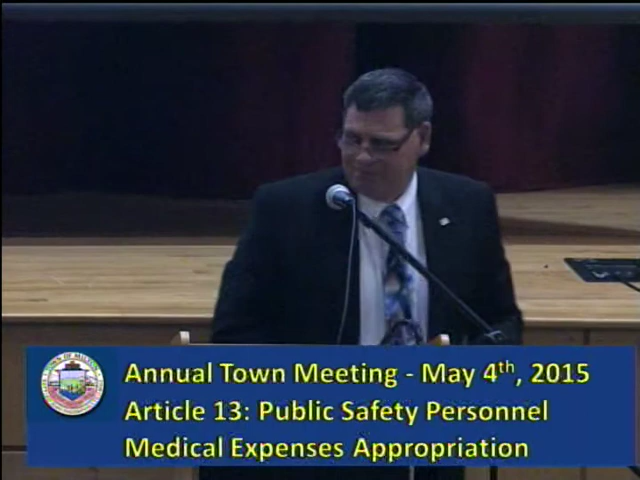 Annual Town Meeting - May 4th, 2015
Article 13: Public Safety Personnel
Medical Expenses Appropriation